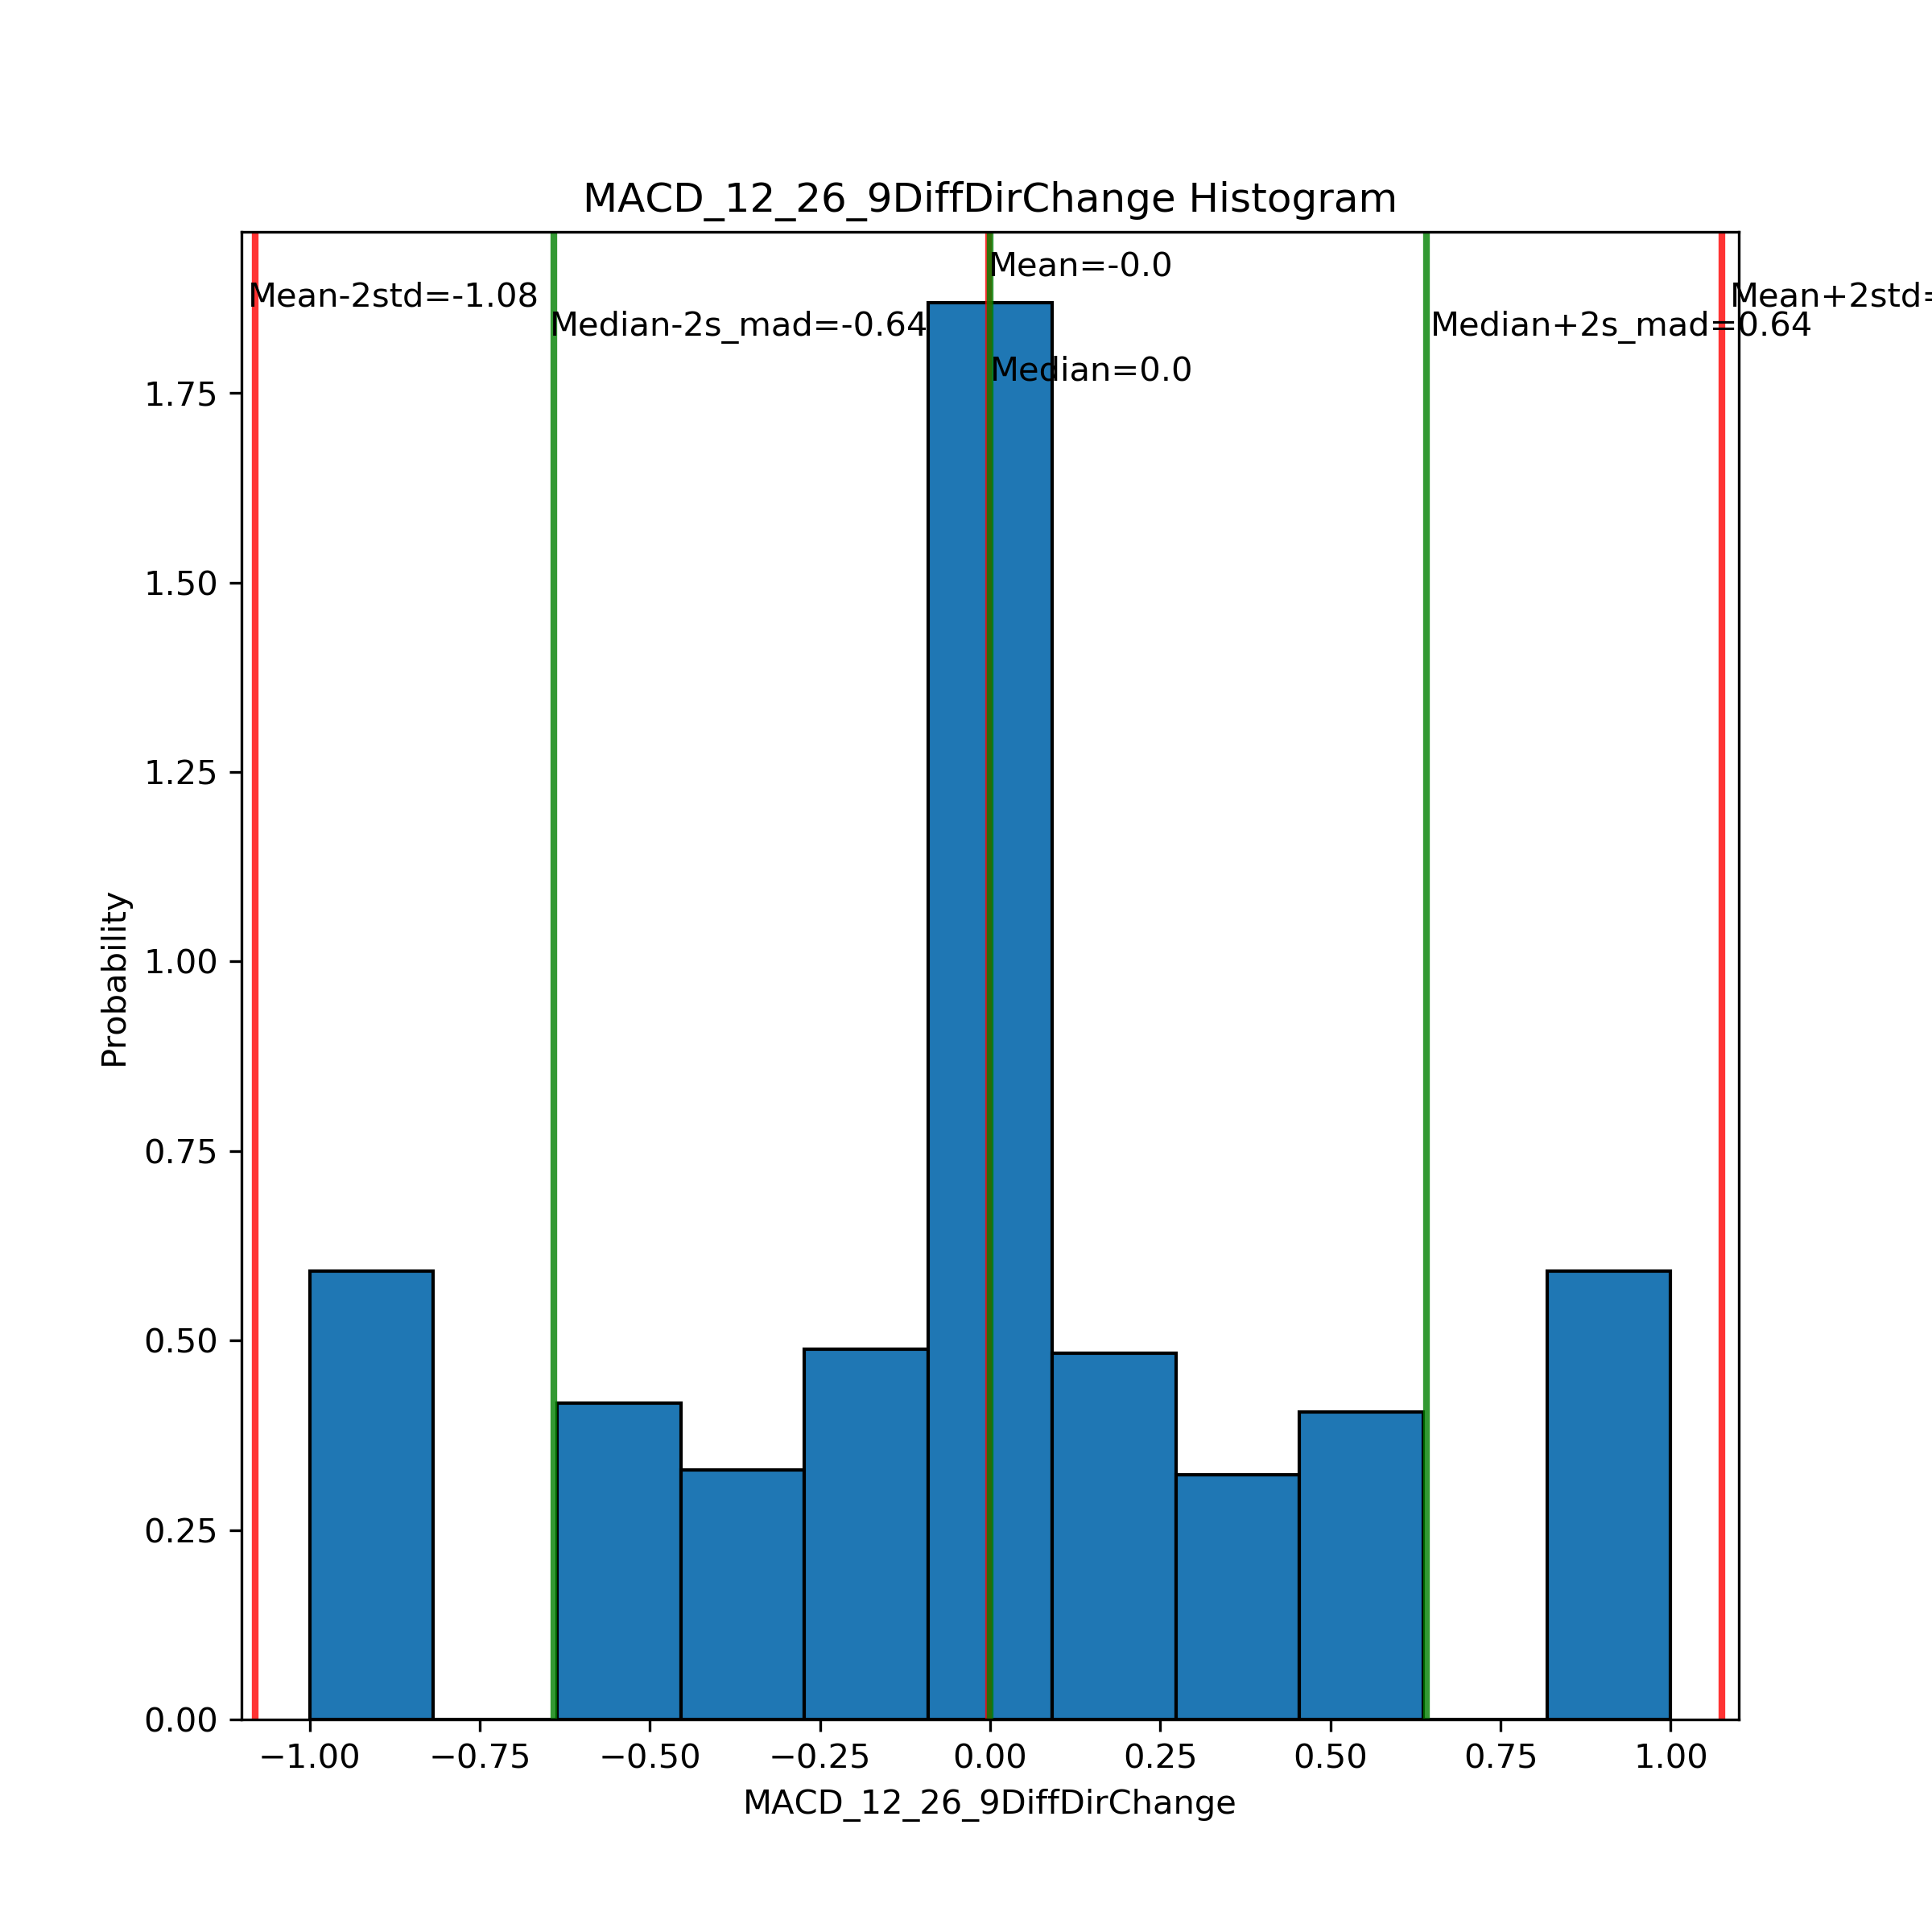 MACD_12_26_9DiffDirChange Histogram
Mean=-0.0
Mean-2std=-1.08
Mean+2std=
Median-2s_mad=-0.64
Median+2s_mad=0.64
Median=0.0
1.75
1.50
1.25
1.00
0.75
0.50
0.25
0.00
Probability
−1.00 −0.75 −0.50 −0.25 0.00 0.25 0.50 0.75 1.00
MACD_12_26_9DiffDirChange